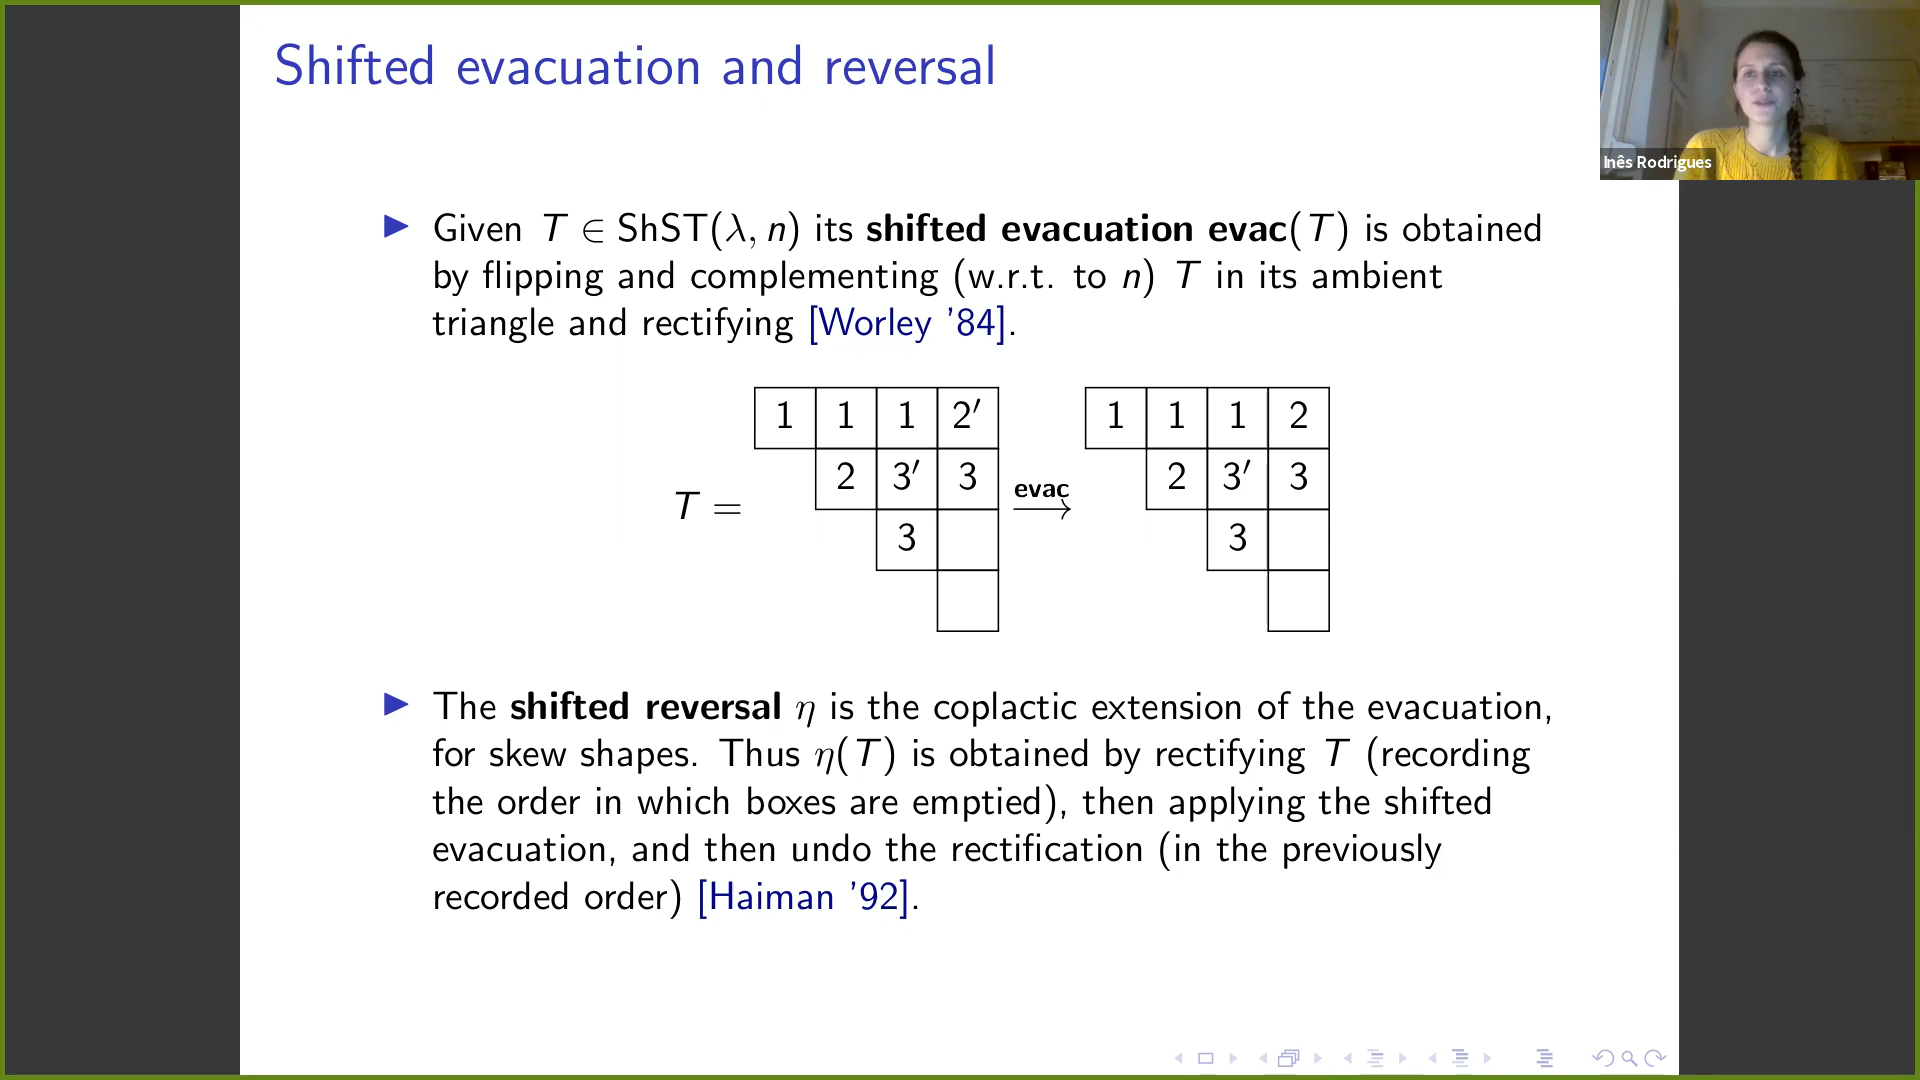 Shifted evacuation and reversal
Inês Rodrigues
▶ Given T ∈ ShST(λ, n) its shifted evacuation evac(T) is obtained
by flipping and complementing (w.r.t. to n) T in its ambient
triangle and rectifying [Worley ’84].
1 1 1 2′ 1 1 1 2
2 3′ 3 2 3′ 3
T = evac⟶
3 3
▶ The shifted reversal η is the coplactic extension of the evacuation,
for skew shapes. Thus η(T) is obtained by rectifying T (recording
the order in which boxes are emptied), then applying the shifted
evacuation, and then undo the rectification (in the previously
recorded order) [Haiman ’92].